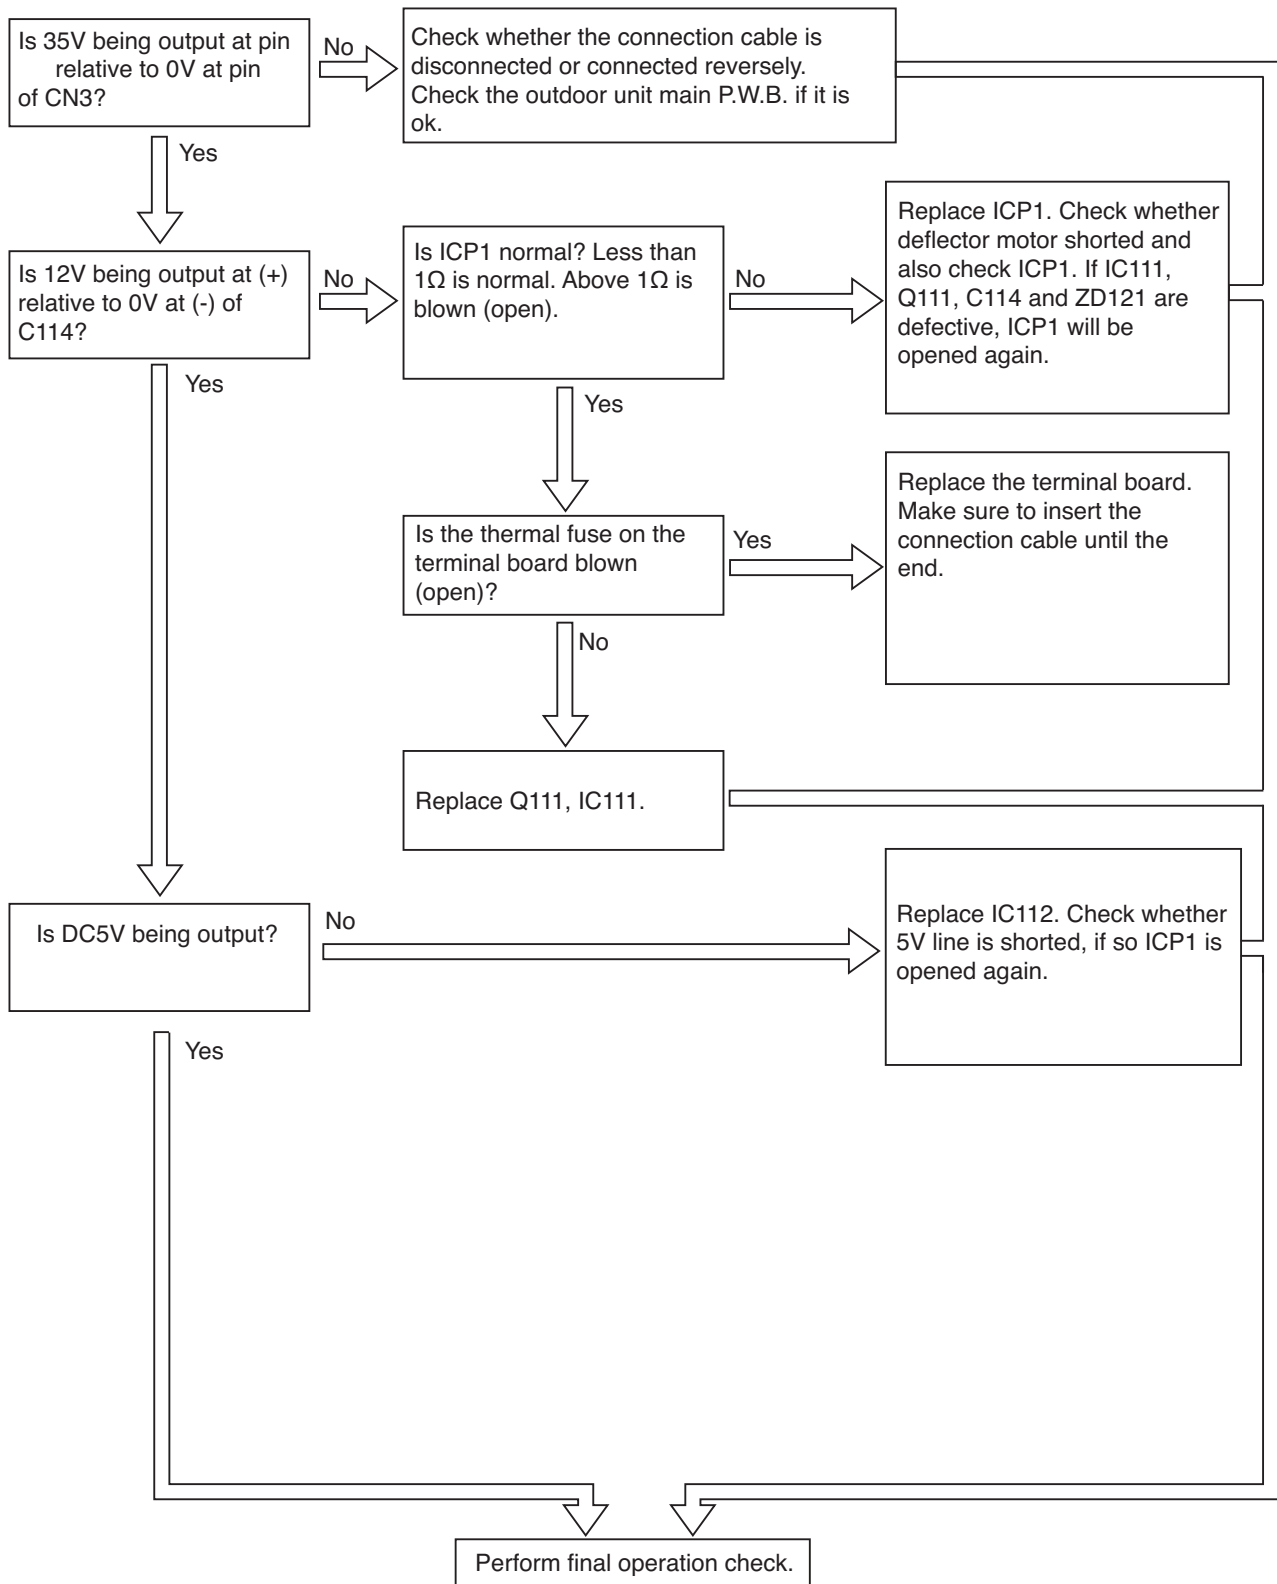 Is 35V being output at pin
relative to 0V at pin
of CN3?
No
Check whether the connection cable is
disconnected or connected reversely.
Check the outdoor unit main P.W.B. if it is
ok.
Yes
Is 12V being output at (+)
relative to 0V at (-) of
C114?
No
Is ICP1 normal? Less than
1Ω is normal. Above 1Ω is
blown (open).
No
Replace ICP1. Check whether
deflector motor shorted and
also check ICP1. If IC111,
Q111, C114 and ZD121 are
defective, ICP1 will be
opened again.
Yes
Yes
Is the thermal fuse on the
terminal board blown
(open)?
Yes
Replace the terminal board.
Make sure to insert the
connection cable until the
end.
No
Replace Q111, IC111.
Is DC5V being output?
No
Replace IC112. Check whether
5V line is shorted, if so ICP1 is
opened again.
Yes
Perform final operation check.